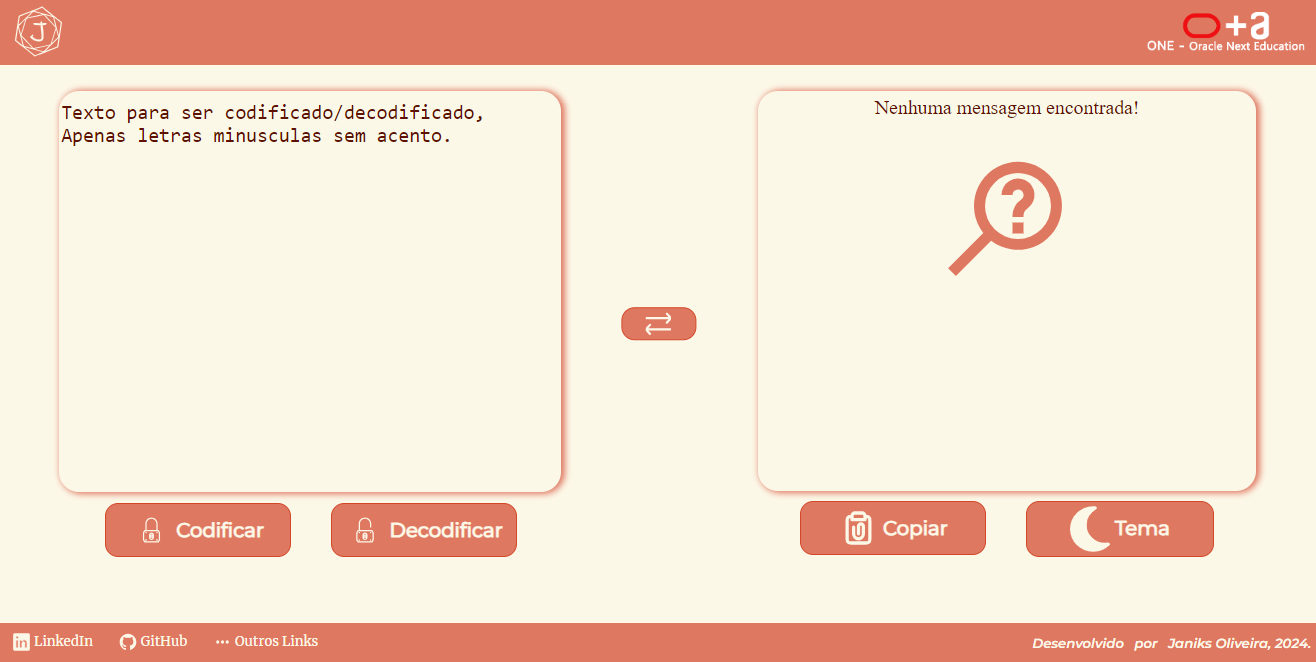 J
+a
ONE - Oracle Next Education
Texto para ser codificado/decodificado,
Apenas letras minusculas sem acento.
Nenhuma mensagem encontrada!
?
Codificar
Decodificar
Copiar
Tema
in LinkedIn
GitHub
... Outros Links
Desenvolvido por Janiks Oliveira, 2024.